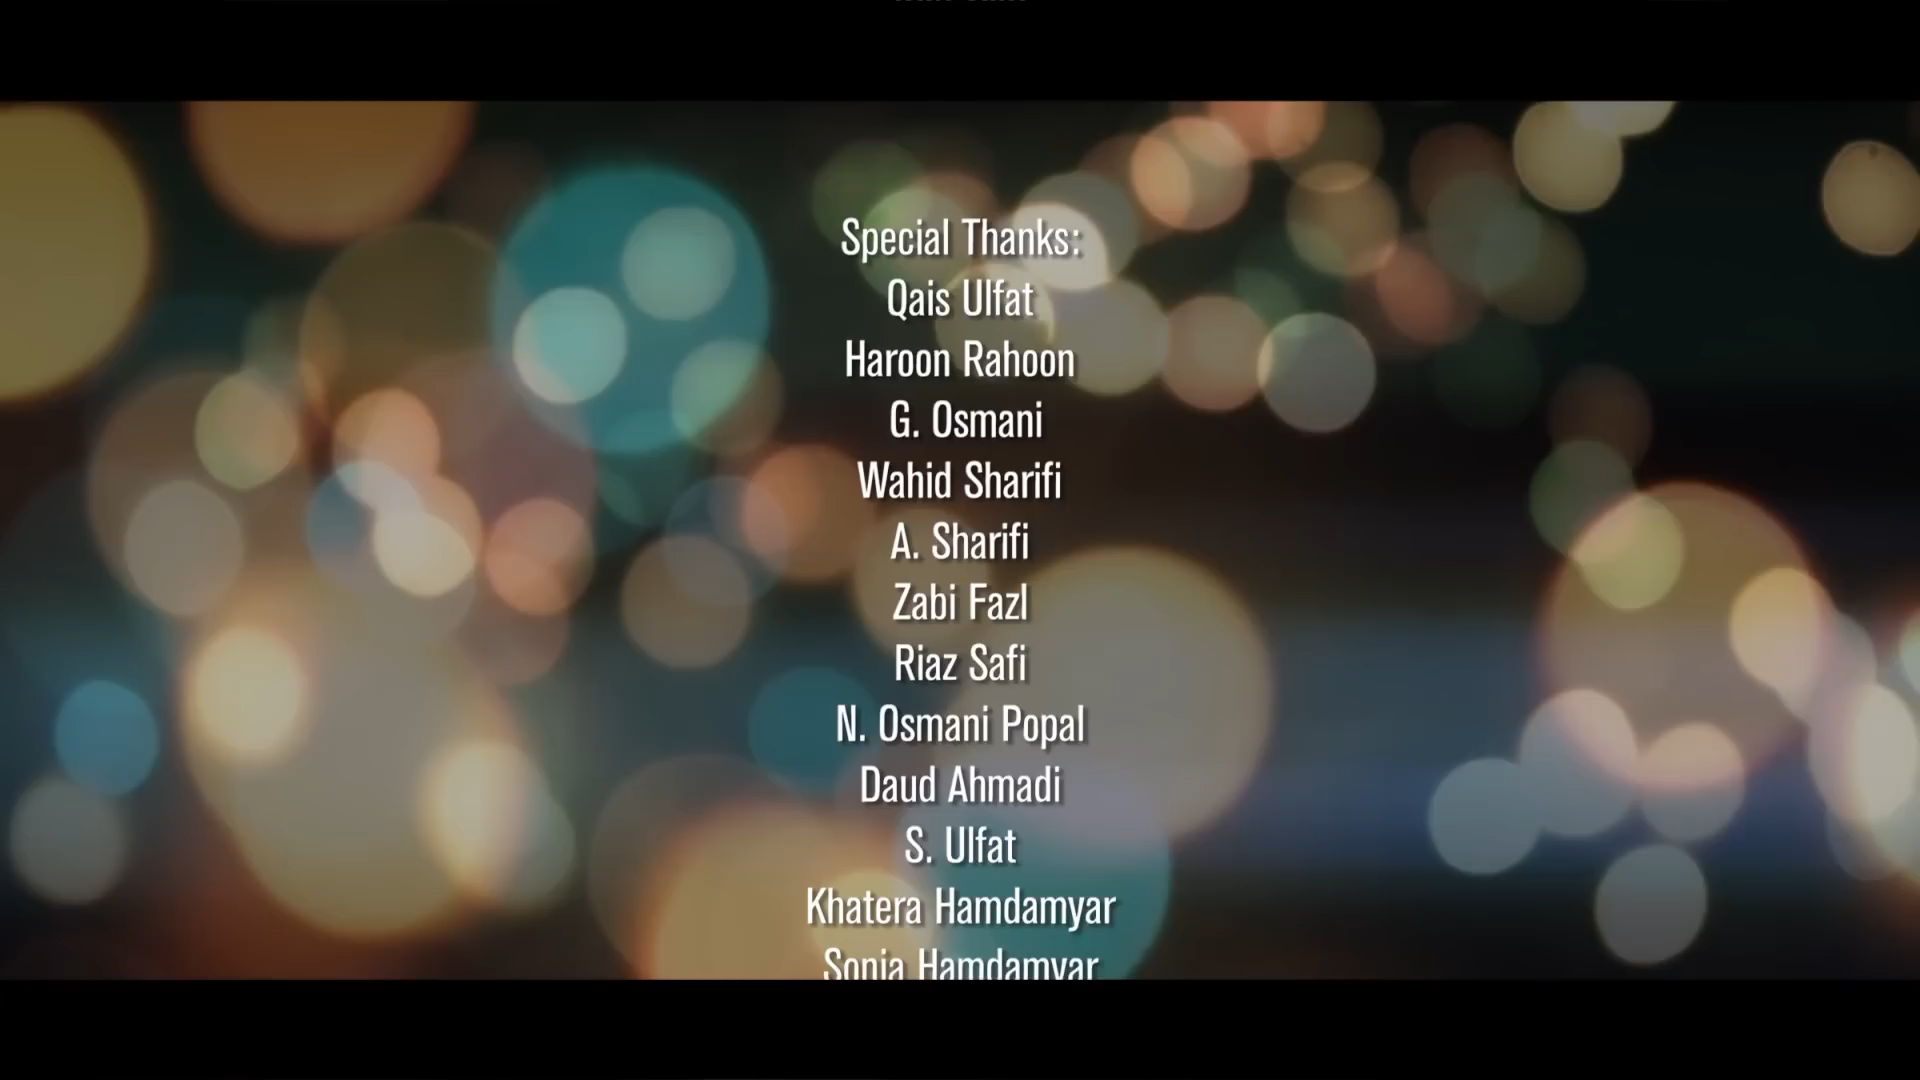 Special Thanks:
Qais Ulfat
Haroon Rahoon
G. Osmani
Wahid Sharifi
A. Sharifi
Zabi Fazl
Riaz Safi
N. Osmani Popal
Daud Ahmadi
S. Ulfat
Khatera Hamdamyar
Sonia Hamdamyar